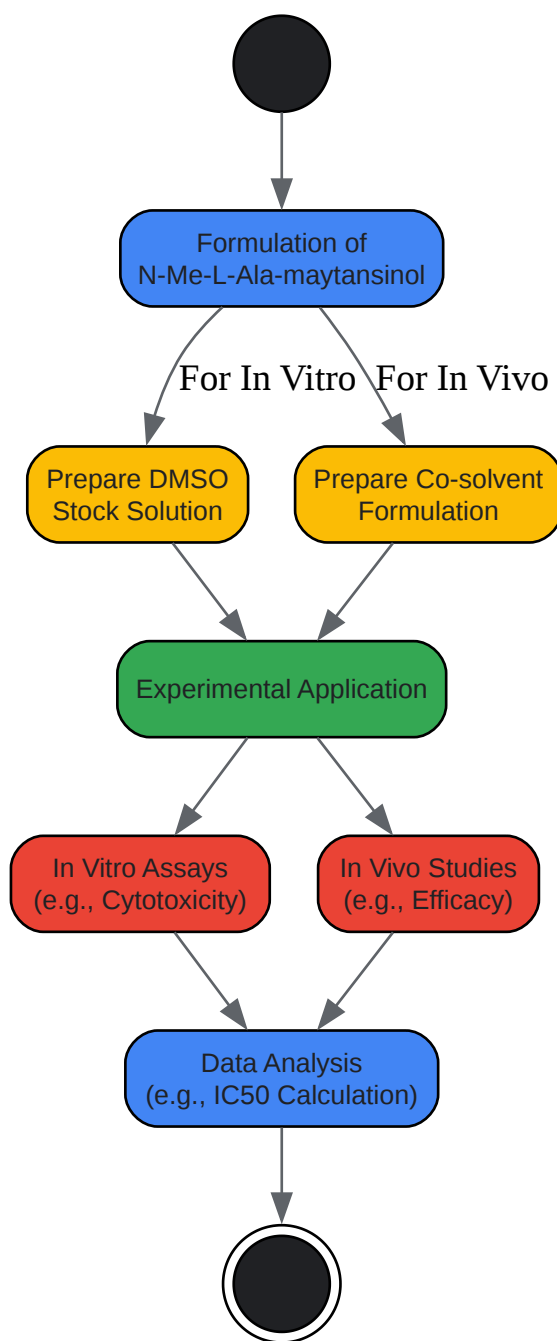 Formulation of
N-Me-L-Ala-maytansinol
For In Vitro
For In Vivo
Prepare DMSO
Stock Solution
Prepare Co-solvent
Formulation
Experimental Application
In Vitro Assays
(e.g., Cytotoxicity)
In Vivo Studies
(e.g., Efficacy)
Data Analysis
(e.g., IC50 Calculation)